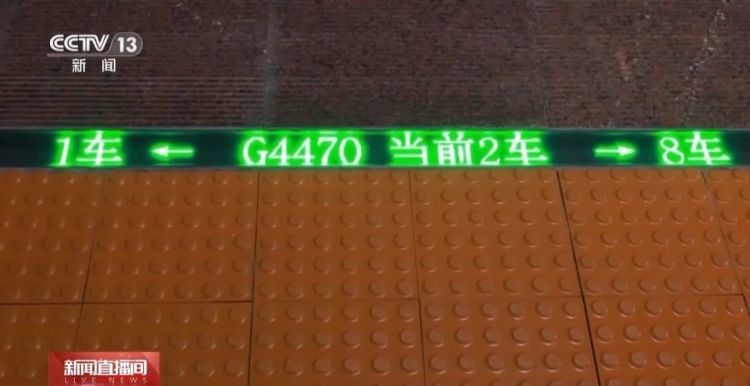 CCTV 13
新闻
1车 ← G4470 当前2车 → 8车
新闻直播间
LIVE NEWS